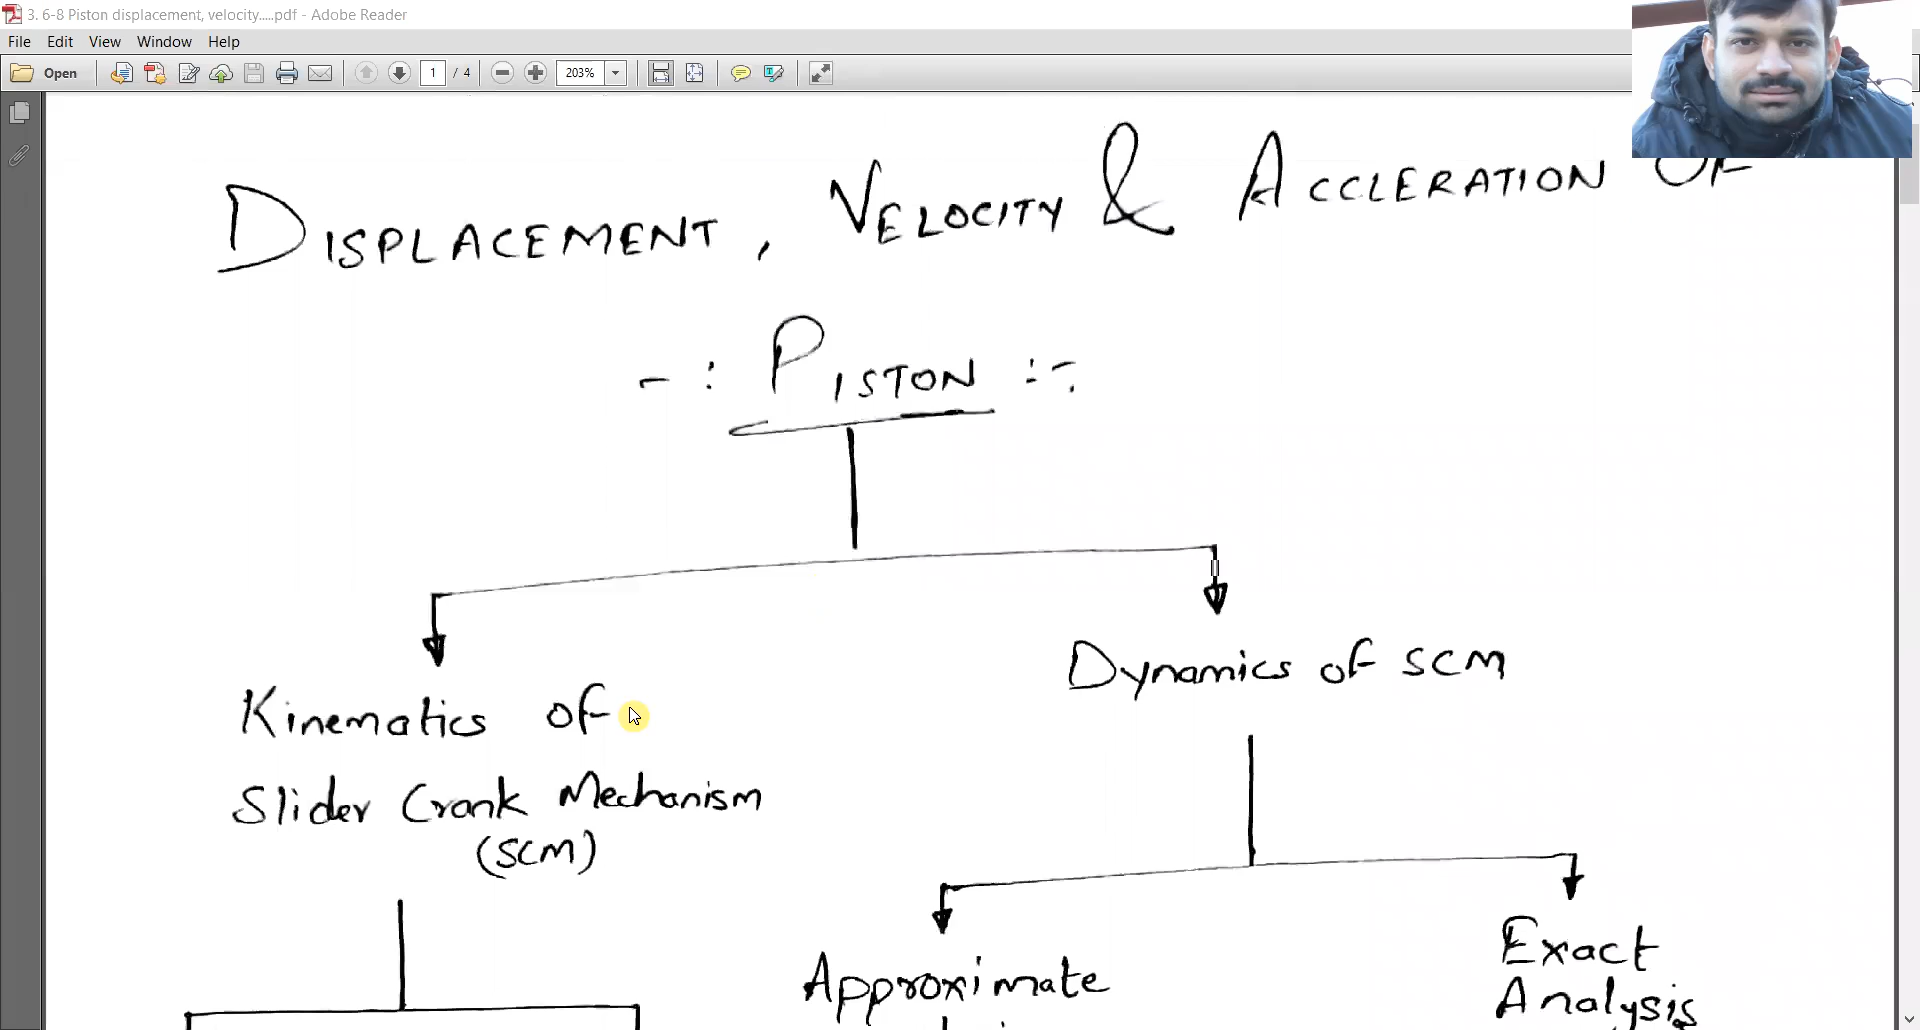 3. 6-8 Piston displacement, velocity.....pdf - Adobe Reader
File Edit View Window Help
Open 1 / 4 203%
DISPLACEMENT, VELOCITY & ACCLERATION OF
-: PISTON :-
Dynamics of SCM
Kinematics of
Slider Crank Mechanism
(SCM)
Approximate
Exact
Analysis